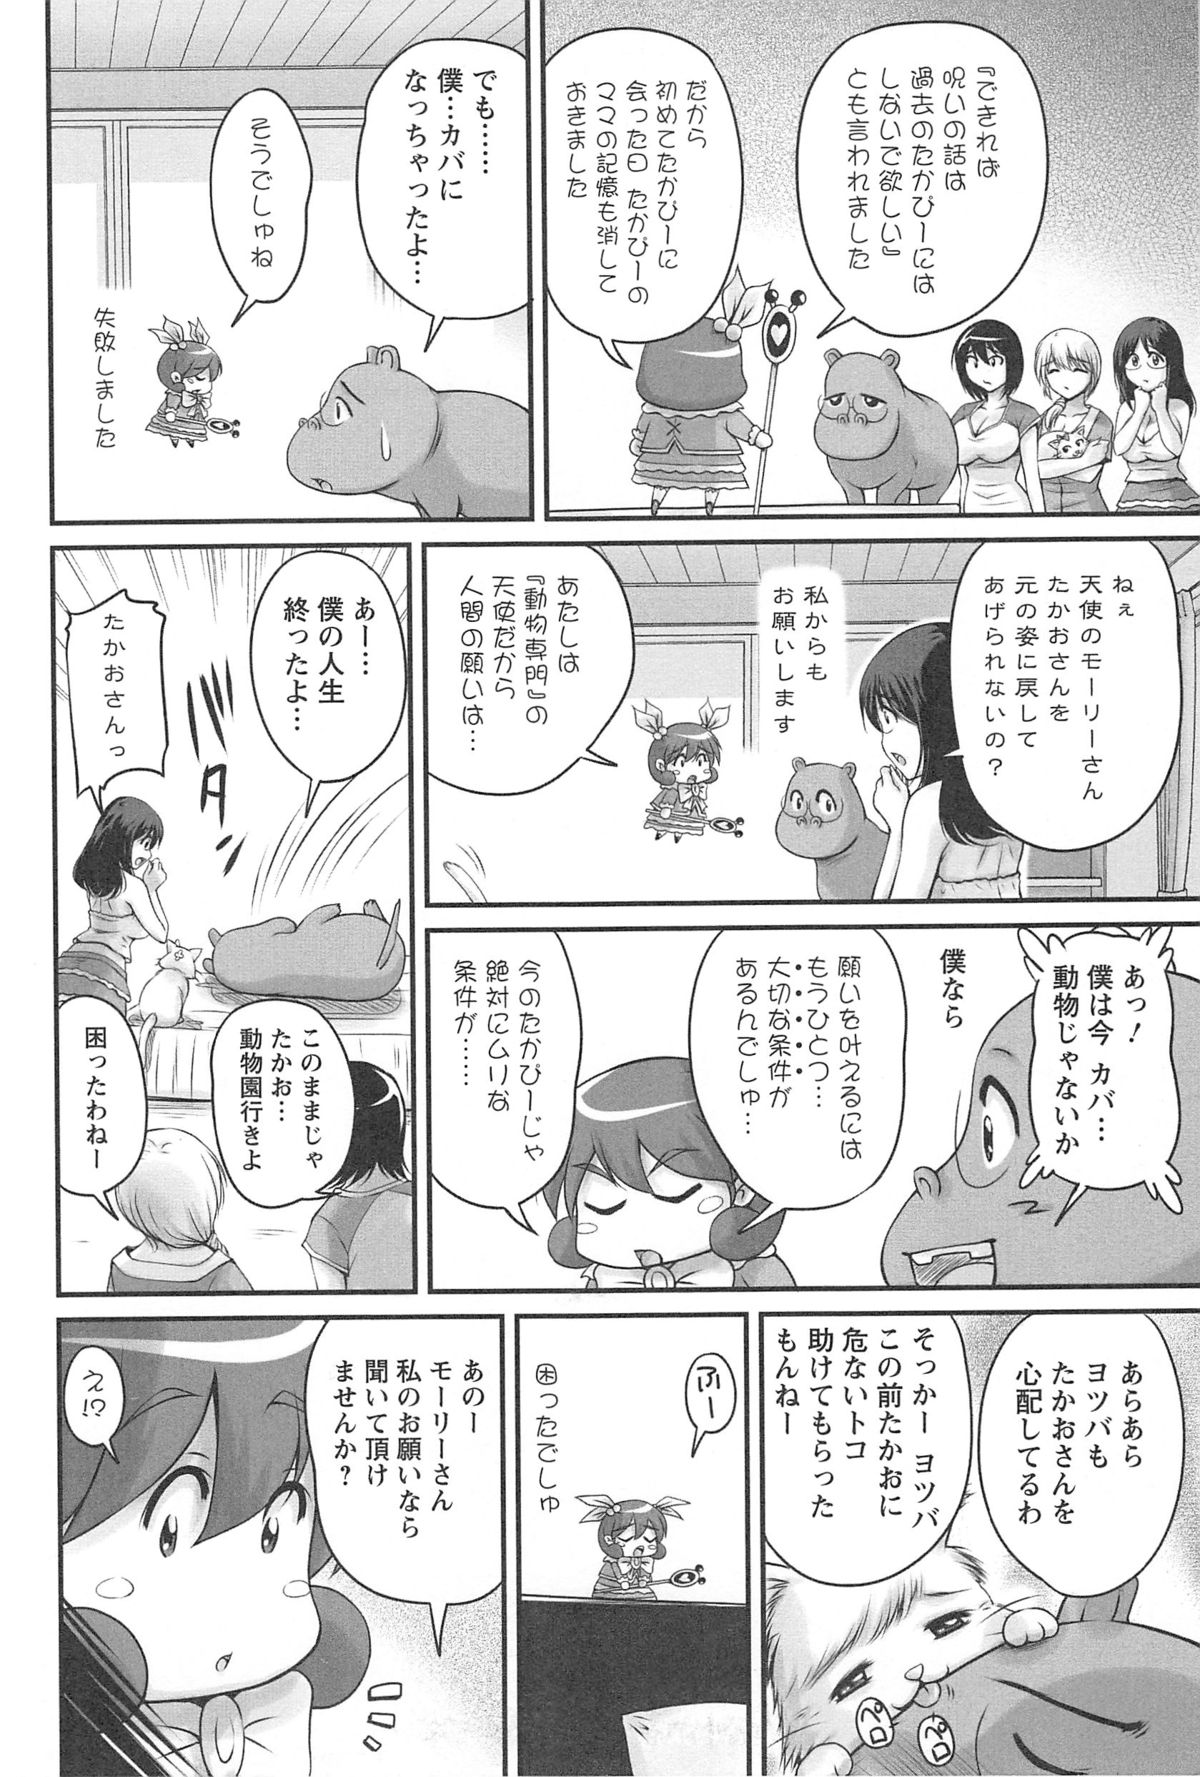 『できれば
呪いの話は
過去のたかぴーには
しないで欲しい』
とも言われました
だから
初めてたかぴーに
会った日 たかぴーの
ママの記憶も消して
おきました
でも……
僕…カバに
なっちゃったよ…
そうでしゅね
失敗しました
ねぇ
天使のモーリーさん
たかおさんを
元の姿に戻して
あげられないの？
私からも
お願いします
あたしは
『動物専門』の
天使だから
人間の願いは…
あー…
僕の人生
終ったよ…
たかおさんっ
タ
このままじゃ
たかお…
動物園行きよ
困ったわねー
あっ！
僕は今 カバ…
動物じゃないか
僕なら
願いを叶えるには
もうひとつ…
大切な条件が
あるんでしゅ…
今のたかぴーじゃ
絶対にムリな
条件が……
あらあら
ヨツバも
たかおさんを
心配してるわ
そっかー ヨツバ
この前たかおに
危ないトコ
助けてもらった
もんねー
ペロ
ペロ
ふー
困ったでしゅ
あのー
モーリーさん
私のお願いなら
聞いて頂け
ませんか？
え!?